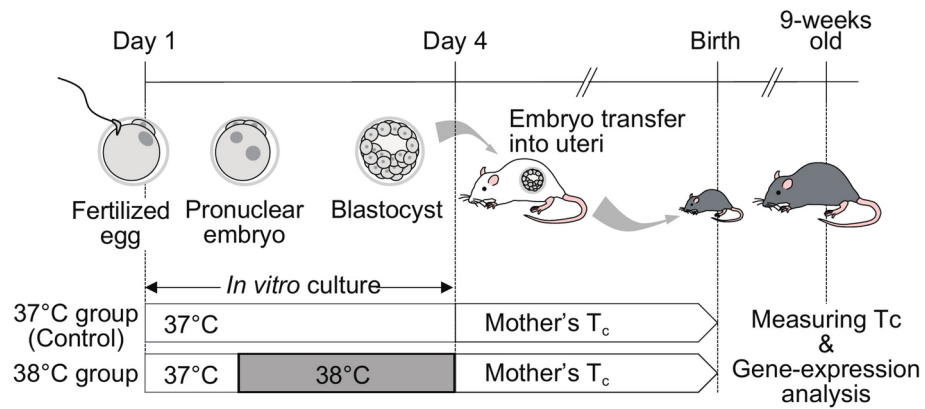 Day 1
Day 4
Birth
9-weeks
old
Embryo transfer
into uteri
Fertilized
egg
Pronuclear
embryo
Blastocyst
In vitro culture
37°C group
(Control)
37°C
Mother's Tc
38°C group
37°C
38°C
Mother's Tc
Measuring Tc
&
Gene-expression
analysis